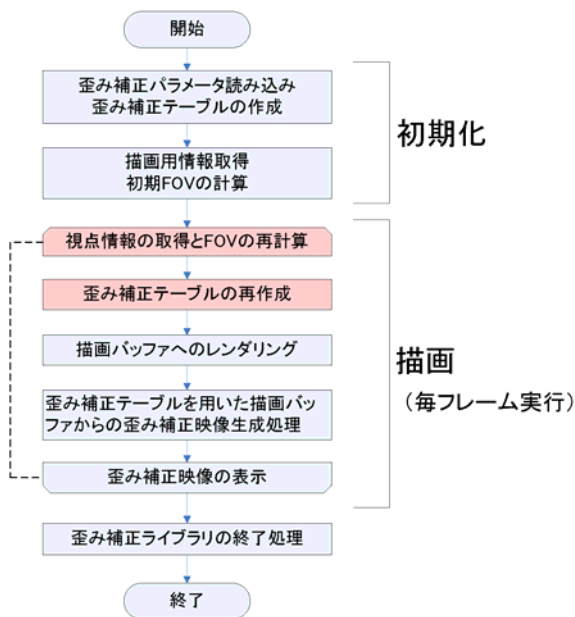 開始
歪み補正パラメータ読み込み
歪み補正テーブルの作成
描画用情報取得
初期FOVの計算
初期化
視点情報の取得とFOVの再計算
歪み補正テーブルの再作成
描画バッファへのレンダリング
歪み補正テーブルを用いた描画バッ
ファからの歪み補正映像生成処理
歪み補正映像の表示
描画
（毎フレーム実行）
歪み補正ライブラリの終了処理
終了